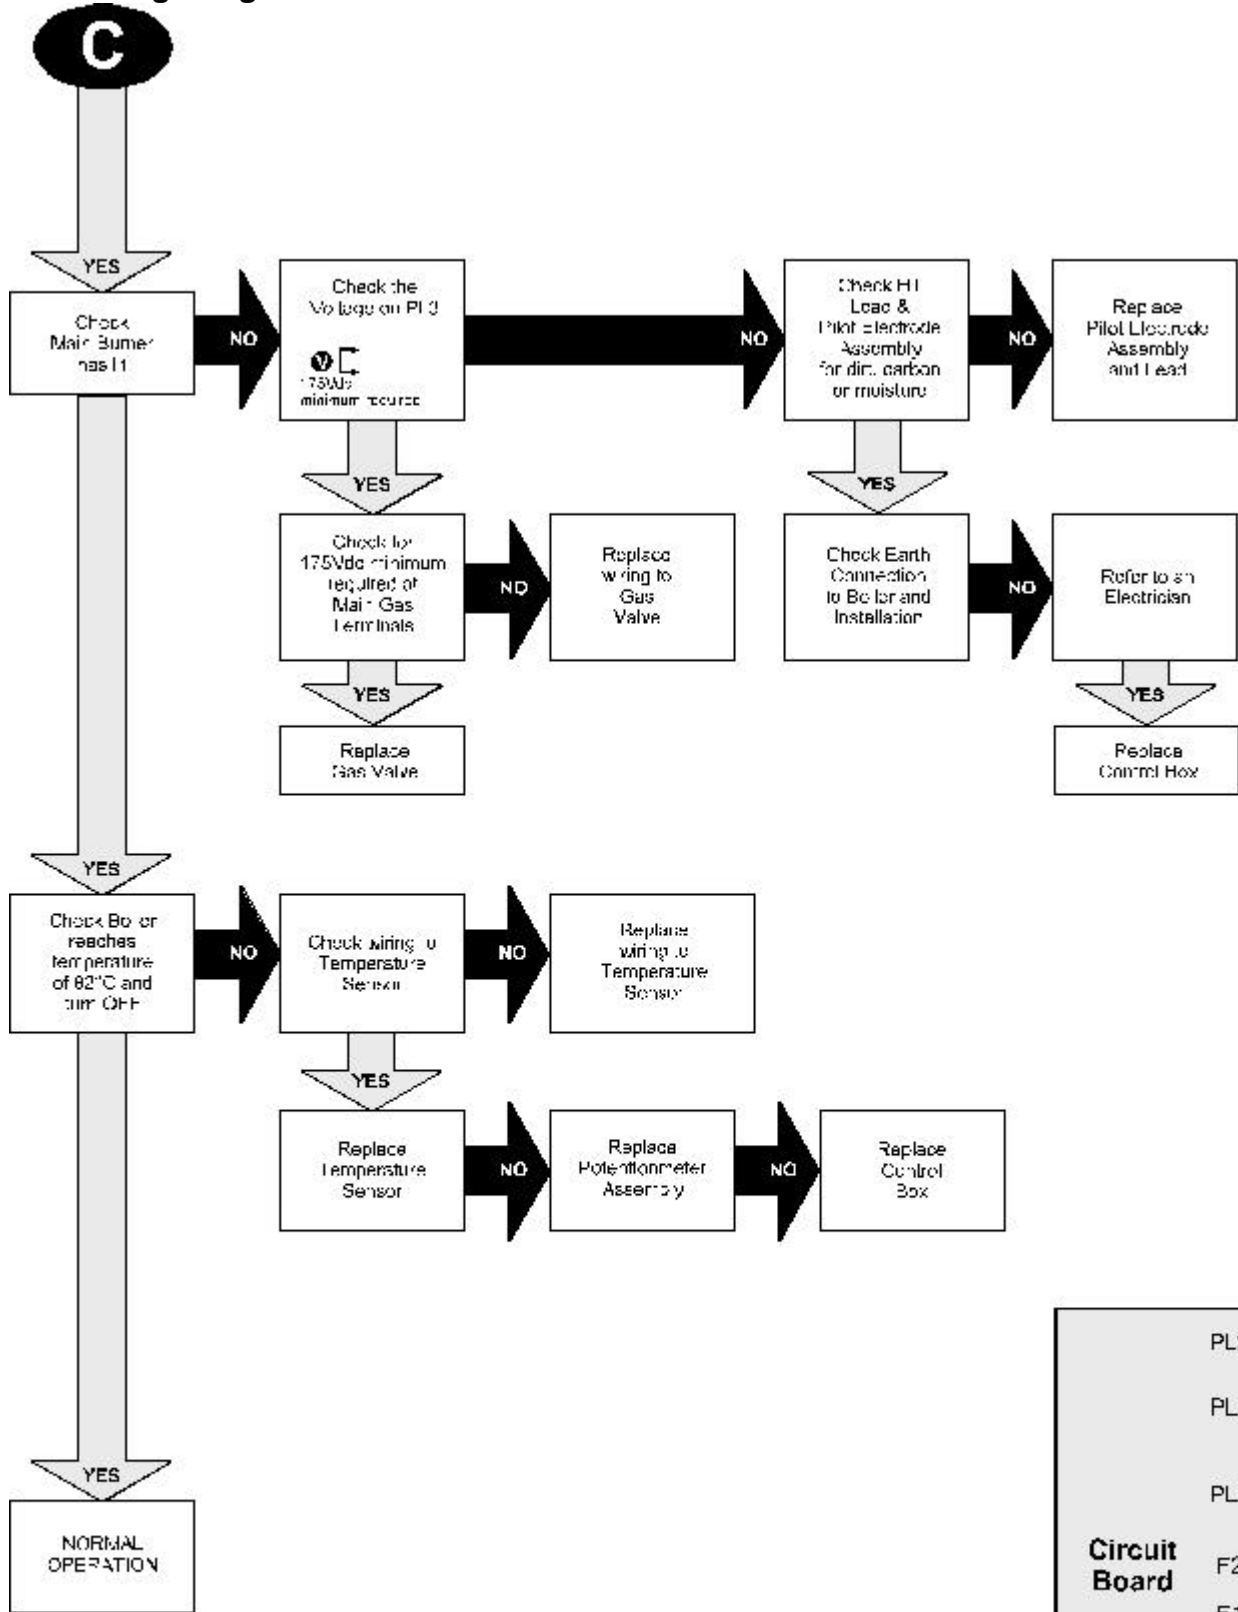 C
YES
Check
Main Burner
has lit
NO
Check the
Voltage on PL3
V
175Vdc
minimum required
NO
Check HT
Lead &
Pilot Electrode
Assembly
for dirt, carbon
or moisture
NO
Replace
Pilot Electrode
Assembly
and Lead
YES
YES
Check for
175Vdc minimum
required at
Main Gas
Terminals
NO
Replace
wiring to
Gas
Valve
Check Earth
Connection
to Boiler and
Installation
NO
Refer to an
Electrician
YES
YES
Replace
Gas Valve
Replace
Control Box
YES
Check Boiler
reaches
temperature
of 82°C and
turn OFF
NO
Check wiring to
Temperature
Sensor
NO
Replace
wiring to
Temperature
Sensor
YES
Replace
Temperature
Sensor
NO
Replace
Potentionmeter
Assembly
NO
Replace
Control
Box
YES
NORMAL
OPERATION
PL
PL
PL
Circuit
Board
F2